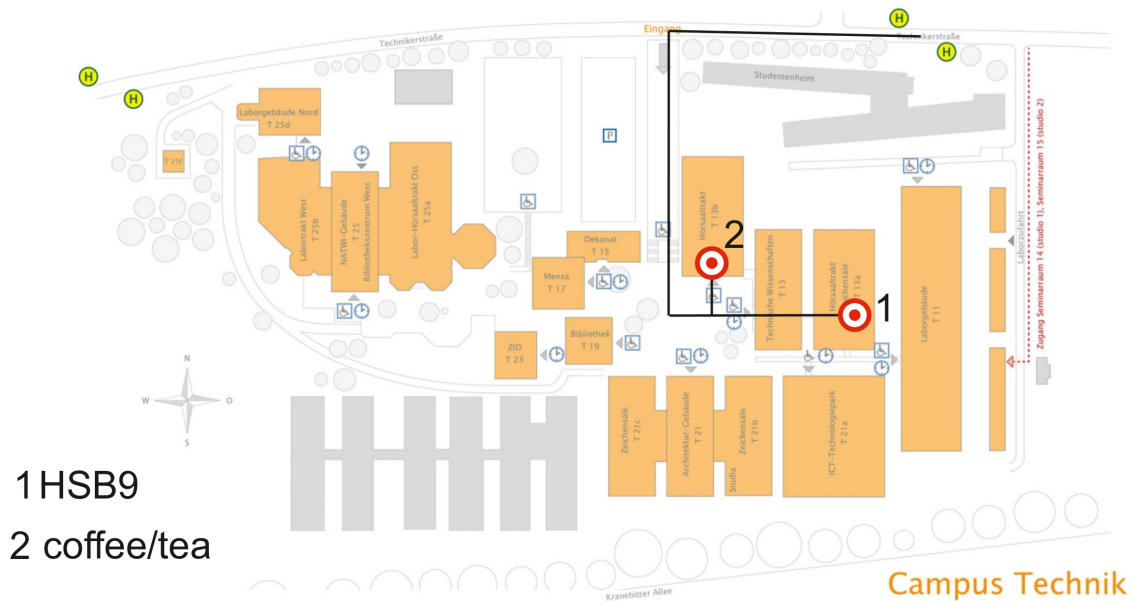 H
Eingang
Technikerstraße
Technikerstraße
H
H
H
Studentenheim
Laborgebäude Nord
T 25d
P
T 25f
Labortrakt West
T 25b
NATWI-Gebäude
T 25
Bibliothekszentrum West
Labor-Hörsaaltrakt Ost
T 25a
Hörsaaltrakt
T 13b
2
Dekanat
T 15
Mensa
T 17
Technische Wissenschaften
T 13
Hörsaaltrakt
Zeichensäle
T 13a
1
Laborgebäude
T 11
Laborzufahrt
Zugang Seminarraum 14 (studio 1), Seminarraum 15 (studio 2)
Bibliothek
T 19
ZID
T 23
N
W
O
S
Zeichensäle
T 21c
Architektur-Gebäude
T 21
Zeichensäle
T 21b
Studia
ICT-Technologiepark
T 21a
1HSB9
2 coffee/tea
Campus Technik
Kranebitter Allee